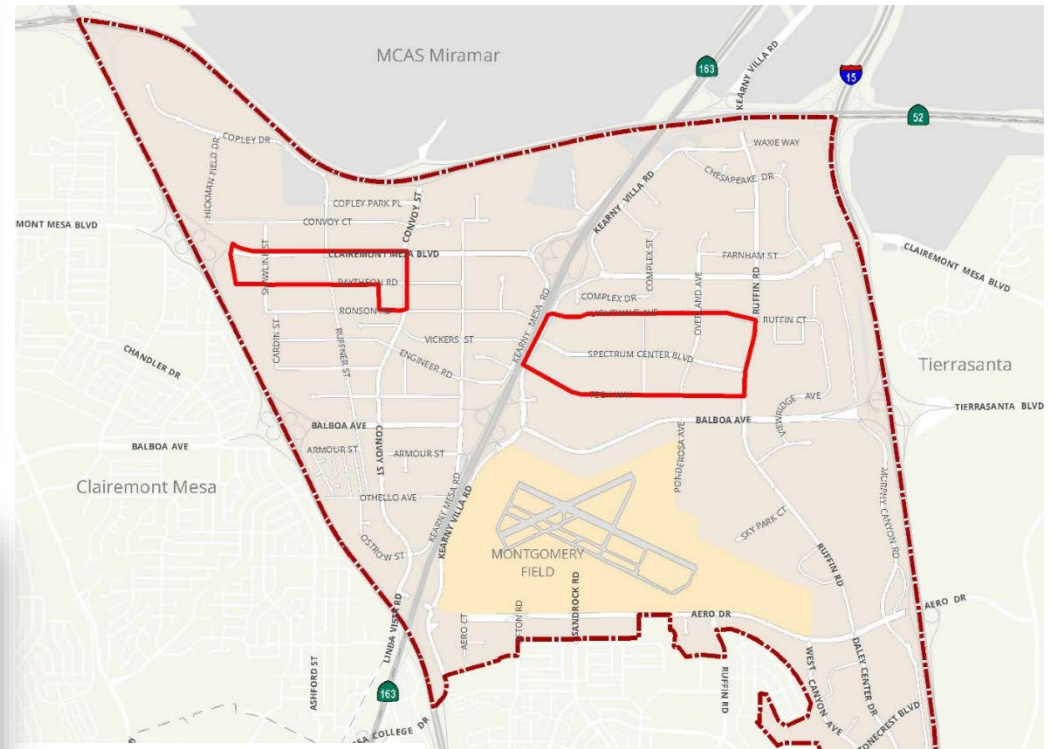 MCAS Miramar
163
15
KEARNY VILLA RD
52
COPLEY DR
HICKMAN FIELD DR
WAXIE WAY
CHESAPEAKE DR
KEARNY VILLA RD
COPLEY PARK PL
CONVOY ST
CONVOY CT
MONT MESA BLVD
SHAWLINE ST
CLAIREMONT MESA BLVD
COMPLEX ST
OVERLAND AVE
FARNHAM ST
RUFFIN RD
CLAIREMONT MESA BLVD
RAYTHEON RD
KEARNY MESA RD
COMPLEX DR
LIGHTWAVE AVE
RUFFIN CT
RONSON RD
CARDIN ST
RUFFNER ST
VICKERS ST
ENGINEER RD
SPECTRUM CENTER BLVD
CHANDLER DR
Tierrasanta
TECH WAY
VIEWRIDGE AVE
TIERRASANTA BLVD
BALBOA AVE
BALBOA AVE
BALBOA AVE
CONVOY ST
ARMOUR ST
ARMOUR ST
PONDEROSA AVE
Clairemont Mesa
OTHELLO AVE
KEARNY MESA RD
KEARNY VILLA RD
MURPHY CANYON RD
SKY PARK CT
OSTROW ST
MONTGOMERY
FIELD
RUFFIN RD
LINDA VISTA RD
AERO CT
STON RD
SANDROCK RD
AERO DR
AERO DR
ASHFORD ST
RUFFIN RD
WEST CANYON AVE
DALEY CENTER DR
STONECREST BLVD
163
SA COLLEGE DR